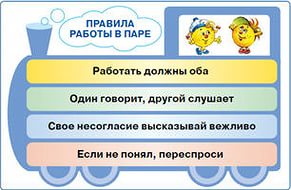 ПРАВИЛА
РАБОТЫ В ПАРЕ
Работать должны оба
Один говорит, другой слушает
Свое несогласие высказывай вежливо
Если не понял, переспроси